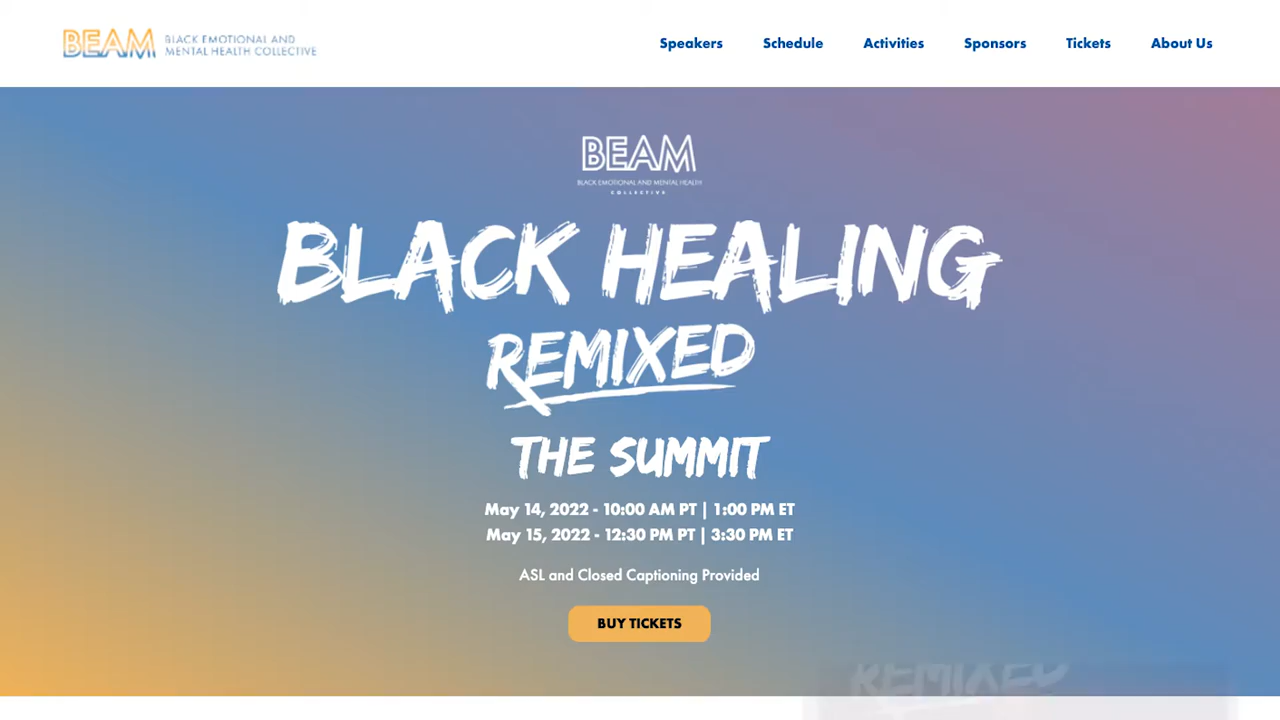 BEAM
BLACK EMOTIONAL AND
MENTAL HEALTH COLLECTIVE
Speakers
Schedule
Activities
Sponsors
Tickets
About Us
BEAM
BLACK EMOTIONAL AND MENTAL HEALTH
COLLECTIVE
BLACK HEALING
REMIXED
THE SUMMIT
May 14, 2022 - 10:00 AM PT | 1:00 PM ET
May 15, 2022 - 12:30 PM PT | 3:30 PM ET
ASL and Closed Captioning Provided
BUY TICKETS
REMIXED